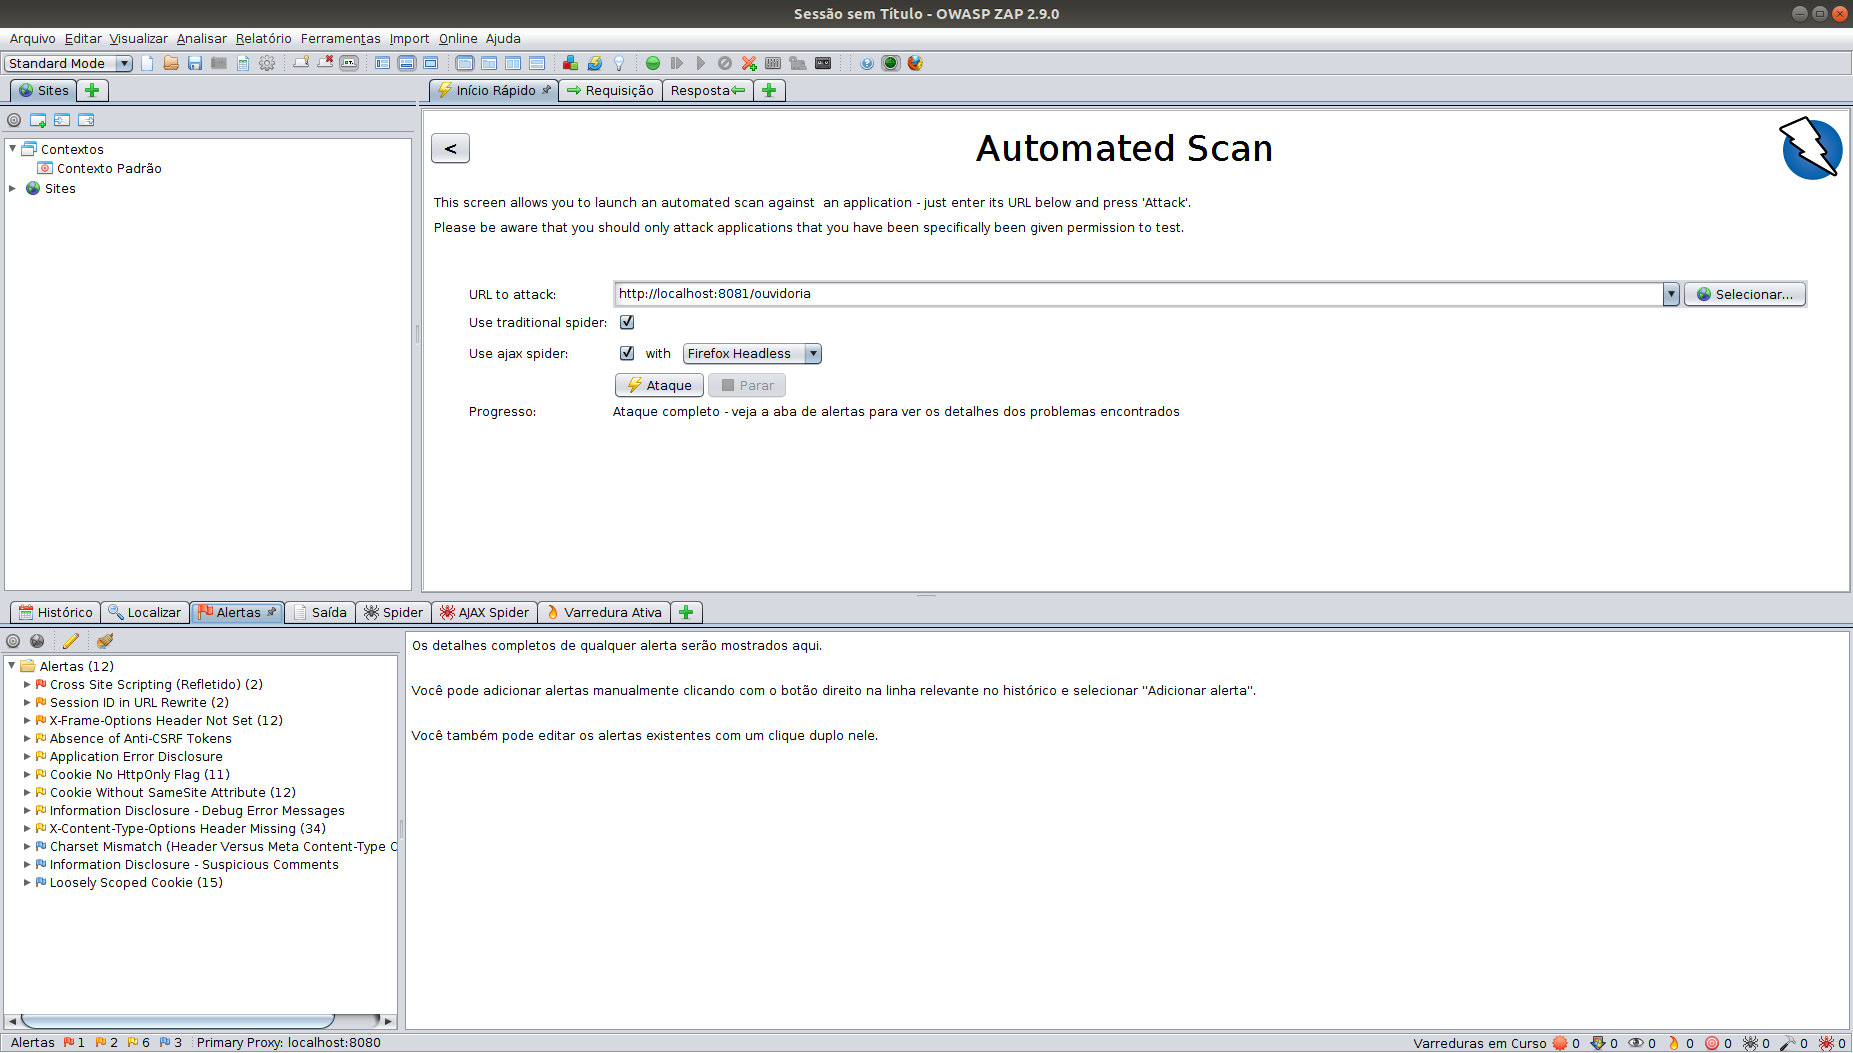 Sessão sem Título - OWASP ZAP 2.9.0
Arquivo Editar Visualizar Analisar Relatório Ferramentas Import Online Ajuda
Standard Mode
Sites
Início Rápido Requisição Resposta
Contextos
Contexto Padrão
Sites
<
Automated Scan
This screen allows you to launch an automated scan against  an application - just enter its URL below and press 'Attack'.
Please be aware that you should only attack applications that you have been specifically been given permission to test.
URL to attack: http://localhost:8081/ouvidoria Selecionar...
Use traditional spider:
Use ajax spider: with Firefox Headless
Ataque Parar
Progresso: Ataque completo - veja a aba de alertas para ver os detalhes dos problemas encontrados
Histórico Localizar Alertas Saída Spider AJAX Spider Varredura Ativa
Alertas (12)
Cross Site Scripting (Refletido) (2)
Session ID in URL Rewrite (2)
X-Frame-Options Header Not Set (12)
Absence of Anti-CSRF Tokens
Application Error Disclosure
Cookie No HttpOnly Flag (11)
Cookie Without SameSite Attribute (12)
Information Disclosure - Debug Error Messages
X-Content-Type-Options Header Missing (34)
Charset Mismatch (Header Versus Meta Content-Type C
Information Disclosure - Suspicious Comments
Loosely Scoped Cookie (15)
Os detalhes completos de qualquer alerta serão mostrados aqui.
Você pode adicionar alertas manualmente clicando com o botão direito na linha relevante no histórico e selecionar "Adicionar alerta".
Você também pode editar os alertas existentes com um clique duplo nele.
Alertas 1 2 6 3 Primary Proxy: localhost:8080 Varreduras em Curso 0 0 0 0 0 0 0 0